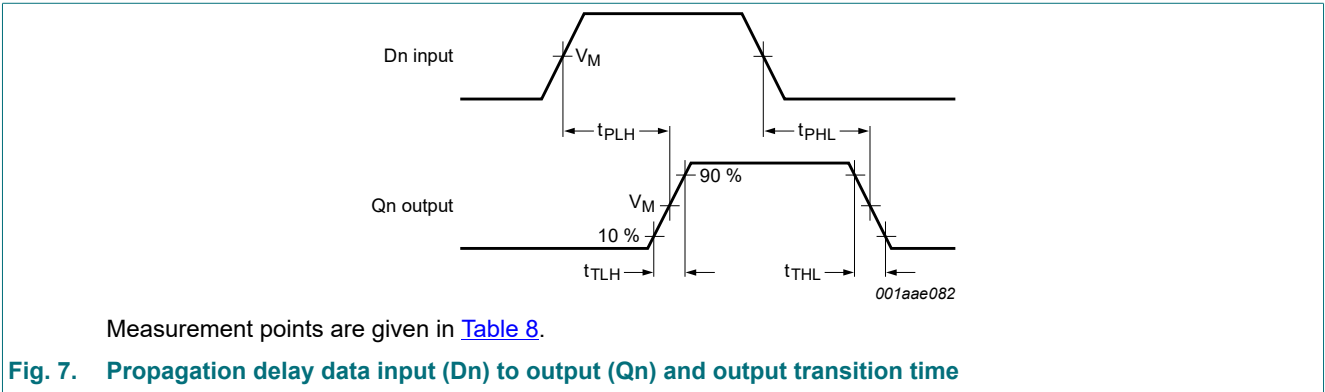 Dn input
VM
tPLH
tPHL
90 %
Qn output
VM
10 %
tTLH
tTHL
001aae082
Measurement points are given in Table 8.
Fig. 7. Propagation delay data input (Dn) to output (Qn) and output transition time